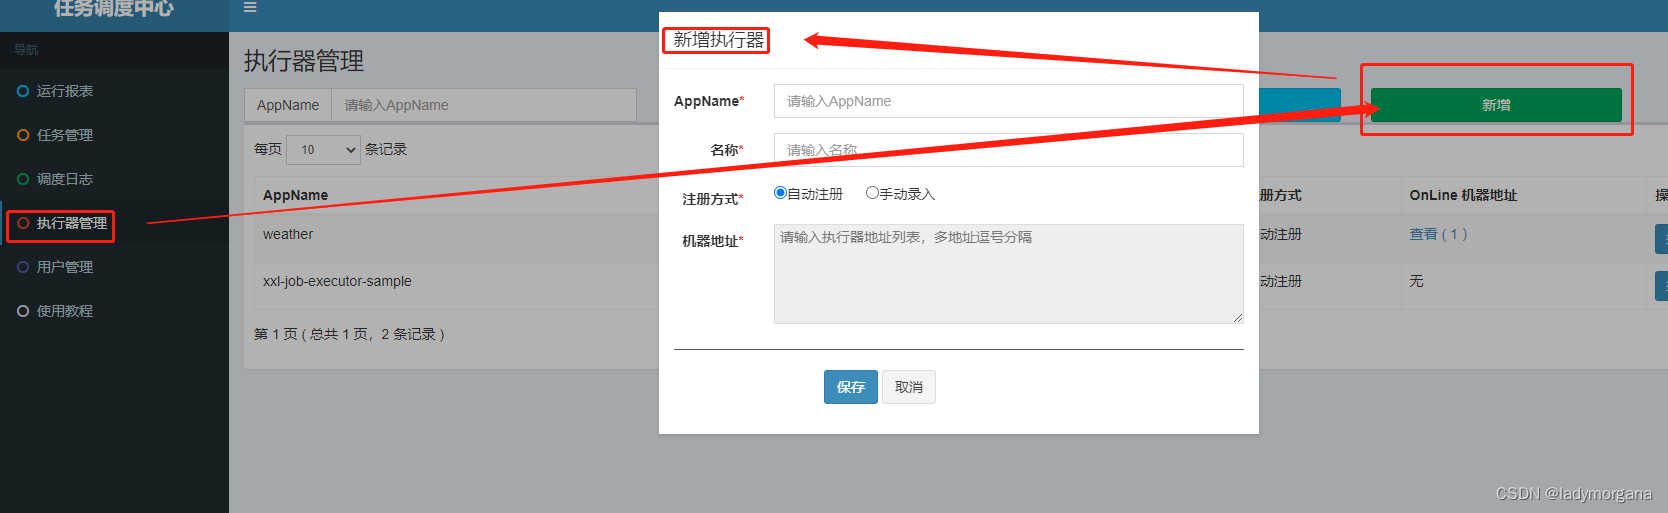 任务调度中心
导航
运行报表
任务管理
调度日志
执行器管理
用户管理
使用教程
执行器管理
AppName
请输入AppName
新增
每页
10
条记录
AppName
册方式
OnLine 机器地址
weather
动注册
查看 ( 1 )
xxl-job-executor-sample
动注册
无
第 1 页 ( 总共 1 页，2 条记录 )
新增执行器
AppName*
请输入AppName
名称*
请输入名称
注册方式*
自动注册
手动录入
机器地址*
请输入执行器地址列表，多地址逗号分隔
保存
取消
CSDN @ladymorgana